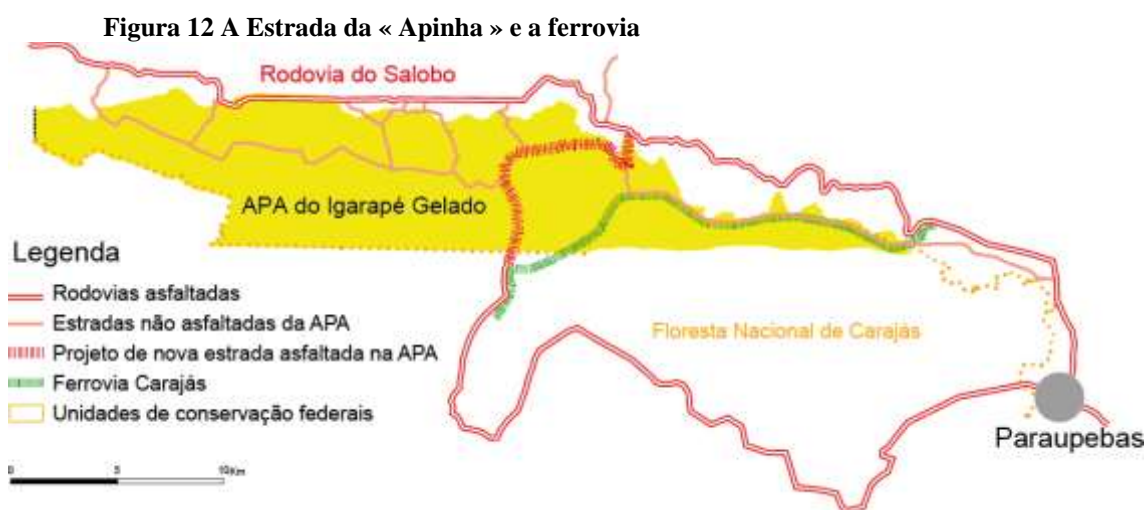 Figura 12 A Estrada da « Apinha » e a ferrovia
Rodovia do Salobo
APA do Igarapé Gelado
Legenda
Rodovias asfaltadas
Estradas não asfaltadas da APA
Projeto de nova estrada asfaltada na APA
Ferrovia Carajás
Unidades de conservação federais
Floresta Nacional de Carajás
Paraupebas
0 5 10Km